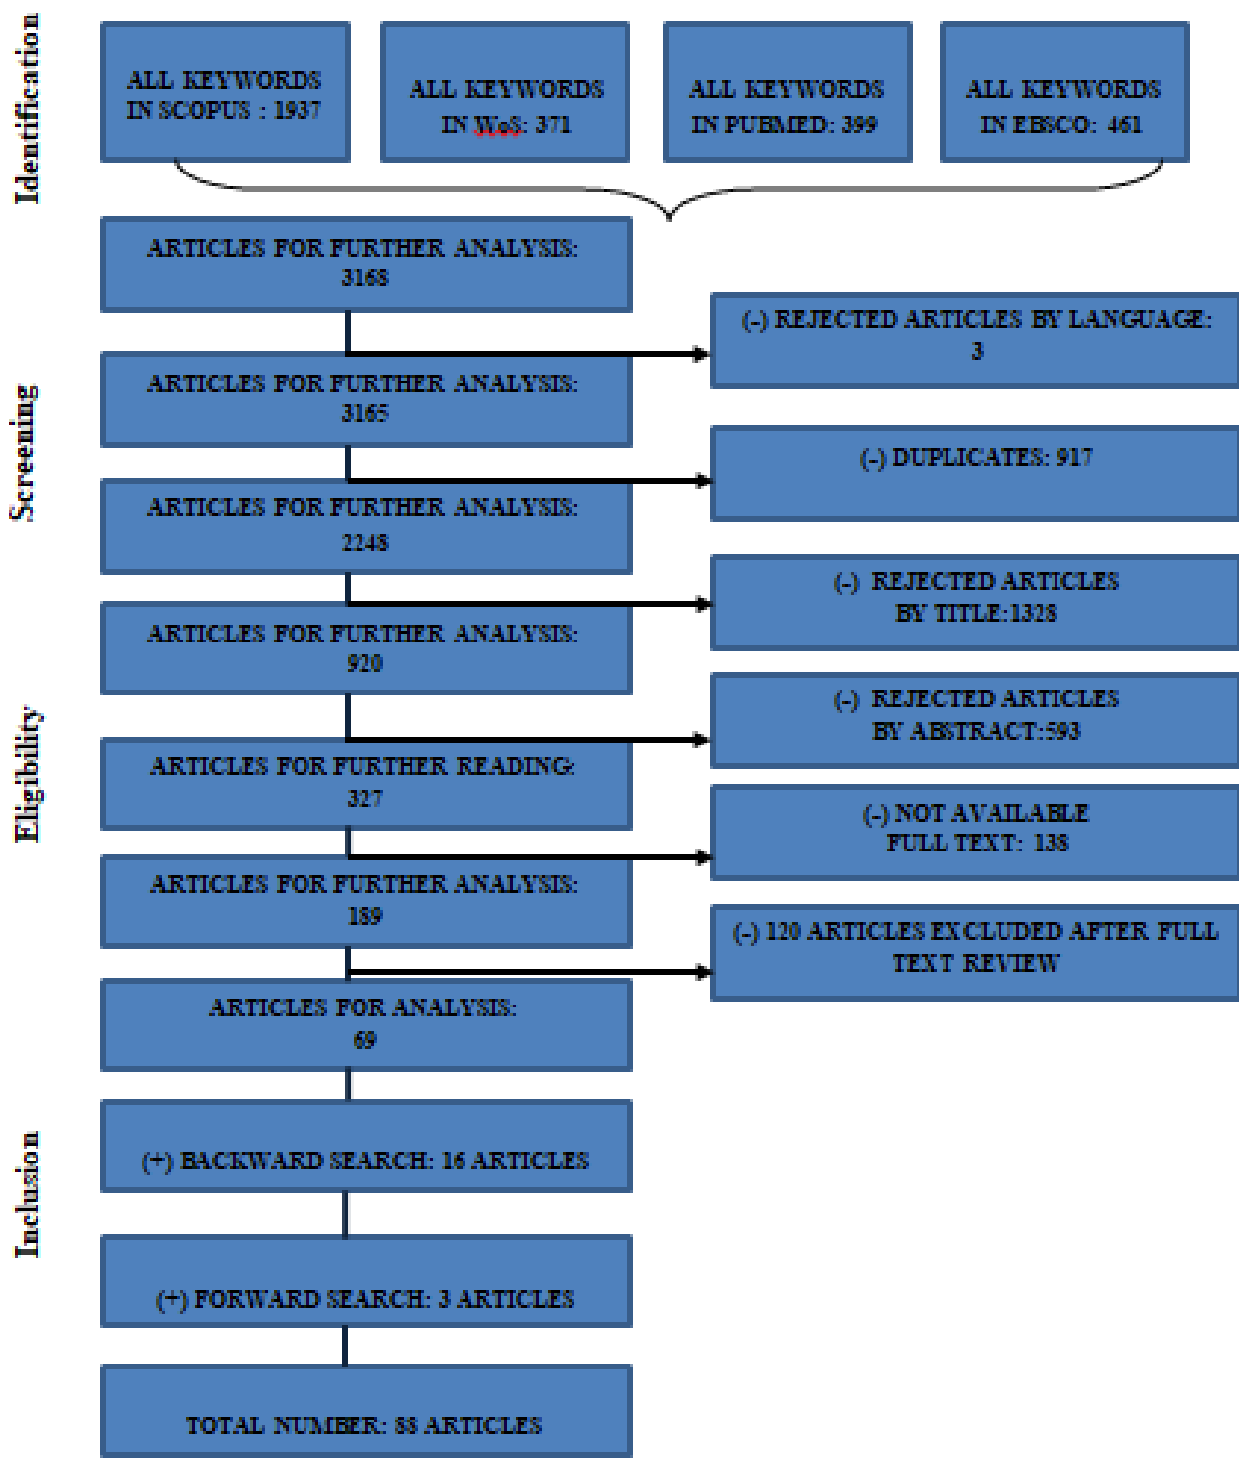 Identification
ALL KEYWORDS
IN SCOPUS : 1937
ALL KEYWORDS
IN WoS: 371
ALL KEYWORDS
IN PUBMED: 399
ALL KEYWORDS
IN EBSCO: 461
ARTICLES FOR FURTHER ANALYSIS:
3168
(-) REJECTED ARTICLES BY LANGUAGE:
3
Screening
ARTICLES FOR FURTHER ANALYSIS:
3165
(-) DUPLICATES: 917
ARTICLES FOR FURTHER ANALYSIS:
2248
(-) REJECTED ARTICLES
BY TITLE:1328
ARTICLES FOR FURTHER ANALYSIS:
920
(-) REJECTED ARTICLES
BY ABSTRACT:593
Eligibility
ARTICLES FOR FURTHER READING:
327
(-) NOT AVAILABLE
FULL TEXT: 138
ARTICLES FOR FURTHER ANALYSIS:
189
(-) 120 ARTICLES EXCLUDED AFTER FULL
TEXT REVIEW
ARTICLES FOR ANALYSIS:
69
Inclusion
(+) BACKWARD SEARCH: 16 ARTICLES
(+) FORWARD SEARCH: 3 ARTICLES
TOTAL NUMBER: 88 ARTICLES